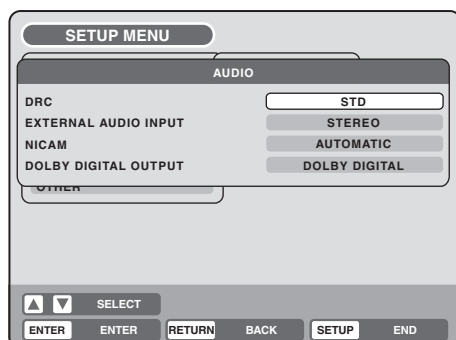 SETUP MENU
AUDIO
DRC STD
EXTERNAL AUDIO INPUT STEREO
NICAM AUTOMATIC
DOLBY DIGITAL OUTPUT DOLBY DIGITAL
OTHER
▲ ▼ SELECT
ENTER ENTER RETURN BACK SETUP END